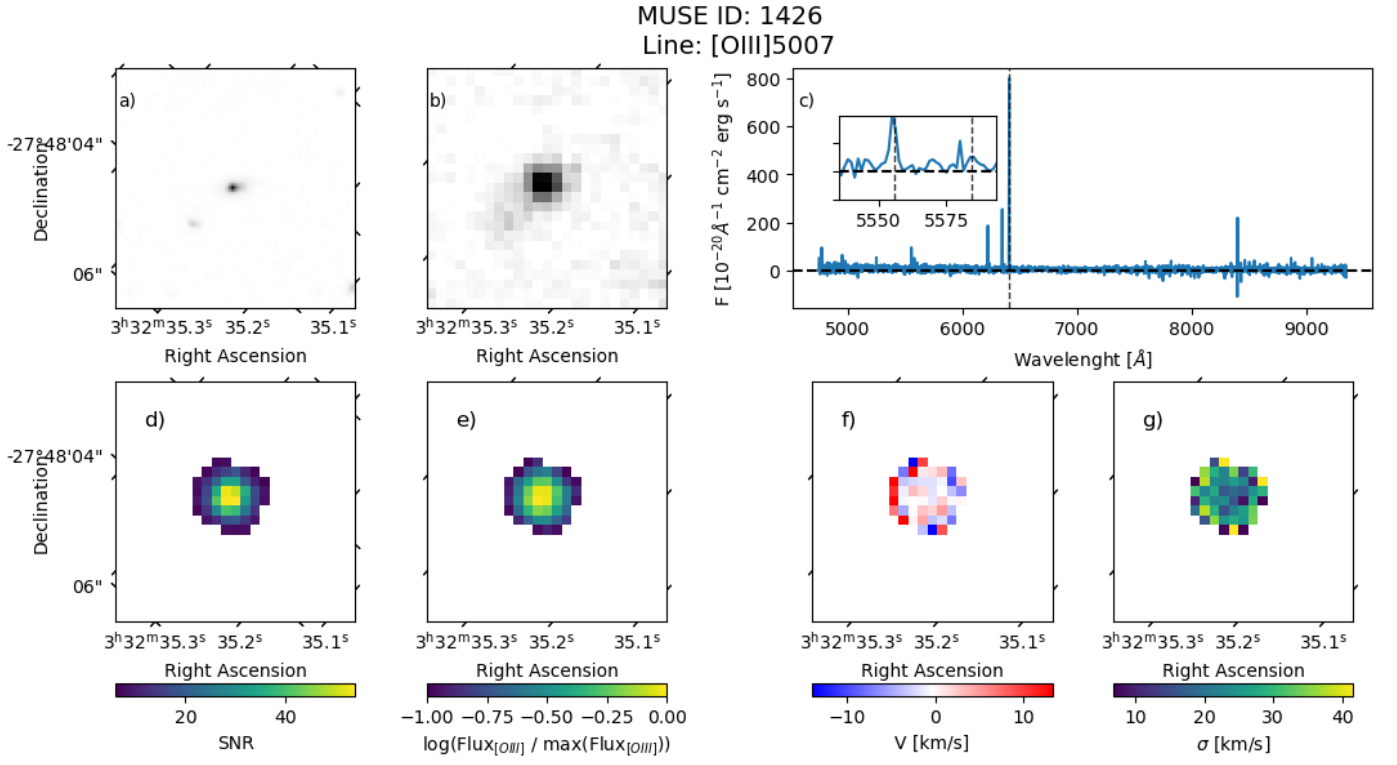 MUSE ID: 1426
Line: [OIII]5007
a)
-27°48'04"
06"
Declination
3ʰ32ᵐ35.3ˢ 35.2ˢ 35.1ˢ
Right Ascension
b)
3ʰ32ᵐ35.3ˢ 35.2ˢ 35.1ˢ
Right Ascension
c)
800
600
400
200
0
F [10⁻²⁰Å⁻¹ cm⁻² erg s⁻¹]
5550 5575
5000 6000 7000 8000 9000
Wavelenght [Å]
d)
-27°48'04"
06"
Declination
3ʰ32ᵐ35.3ˢ 35.2ˢ 35.1ˢ
Right Ascension
20 40
SNR
e)
3ʰ32ᵐ35.3ˢ 35.2ˢ 35.1ˢ
Right Ascension
−1.00 −0.75 −0.50 −0.25 0.00
log(Flux[OIII] / max(Flux[OIII]))
f)
3ʰ32ᵐ35.3ˢ 35.2ˢ 35.1ˢ
Right Ascension
−10 0 10
V [km/s]
g)
3ʰ32ᵐ35.3ˢ 35.2ˢ 35.1ˢ
Right Ascension
10 20 30 40
σ [km/s]